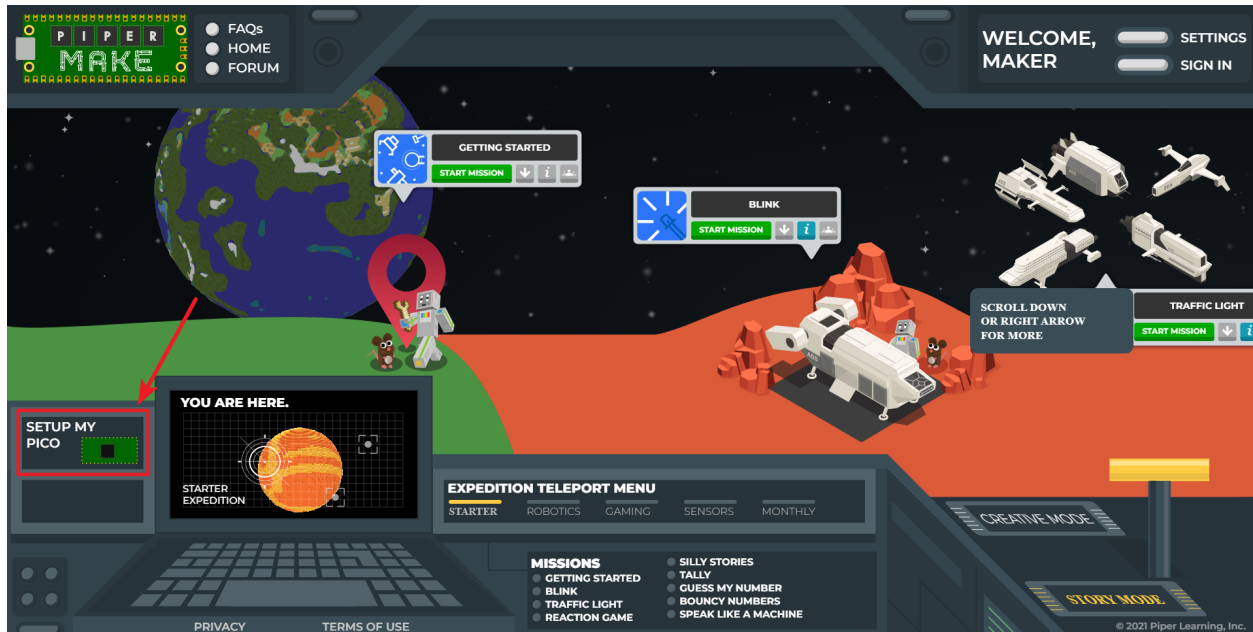 PIPER
MAKE
FAQs
HOME
FORUM
WELCOME,
MAKER
SETTINGS
SIGN IN
GETTING STARTED
START MISSION
i
BLINK
START MISSION
i
SCROLL DOWN
OR RIGHT ARROW
FOR MORE
TRAFFIC LIGHT
START MISSION
i
SETUP MY
PICO
YOU ARE HERE.
STARTER
EXPEDITION
EXPEDITION TELEPORT MENU
STARTER ROBOTICS GAMING SENSORS MONTHLY
CREATIVE MODE
STORY MODE
MISSIONS
GETTING STARTED
BLINK
TRAFFIC LIGHT
REACTION GAME
SILLY STORIES
TALLY
GUESS MY NUMBER
BOUNCY NUMBERS
SPEAK LIKE A MACHINE
PRIVACY TERMS OF USE
© 2021 Piper Learning, Inc.